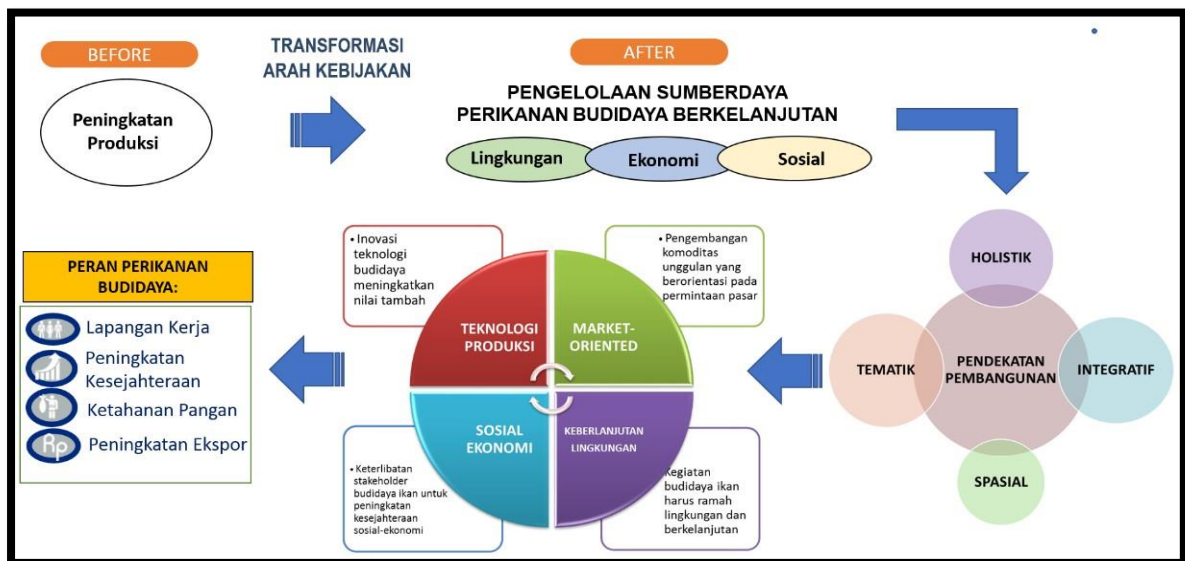 BEFORE
Peningkatan
Produksi
TRANSFORMASI
ARAH KEBIJAKAN
AFTER
PENGELOLAAN SUMBERDAYA
PERIKANAN BUDIDAYA BERKELANJUTAN
Lingkungan
Ekonomi
Sosial
HOLISTIK
TEMATIK
PENDEKATAN
PEMBANGUNAN
INTEGRATIF
SPASIAL
• Inovasi
teknologi
budidaya
meningkatkan
nilai tambah
• Pengembangan
komoditas
unggulan yang
berorientasi pada
permintaan pasar
TEKNOLOGI
PRODUKSI
MARKET-
ORIENTED
SOSIAL
EKONOMI
KEBERLANJUTAN
LINGKUNGAN
• Keterlibatan
stakeholder
budidaya ikan untuk
peningkatan
kesejahteraan
sosial-ekonomi
Kegiatan
budidaya ikan
harus ramah
lingkungan dan
berkelanjutan
PERAN PERIKANAN
BUDIDAYA:
Lapangan Kerja
Peningkatan
Kesejahteraan
Ketahanan Pangan
Rp Peningkatan Ekspor